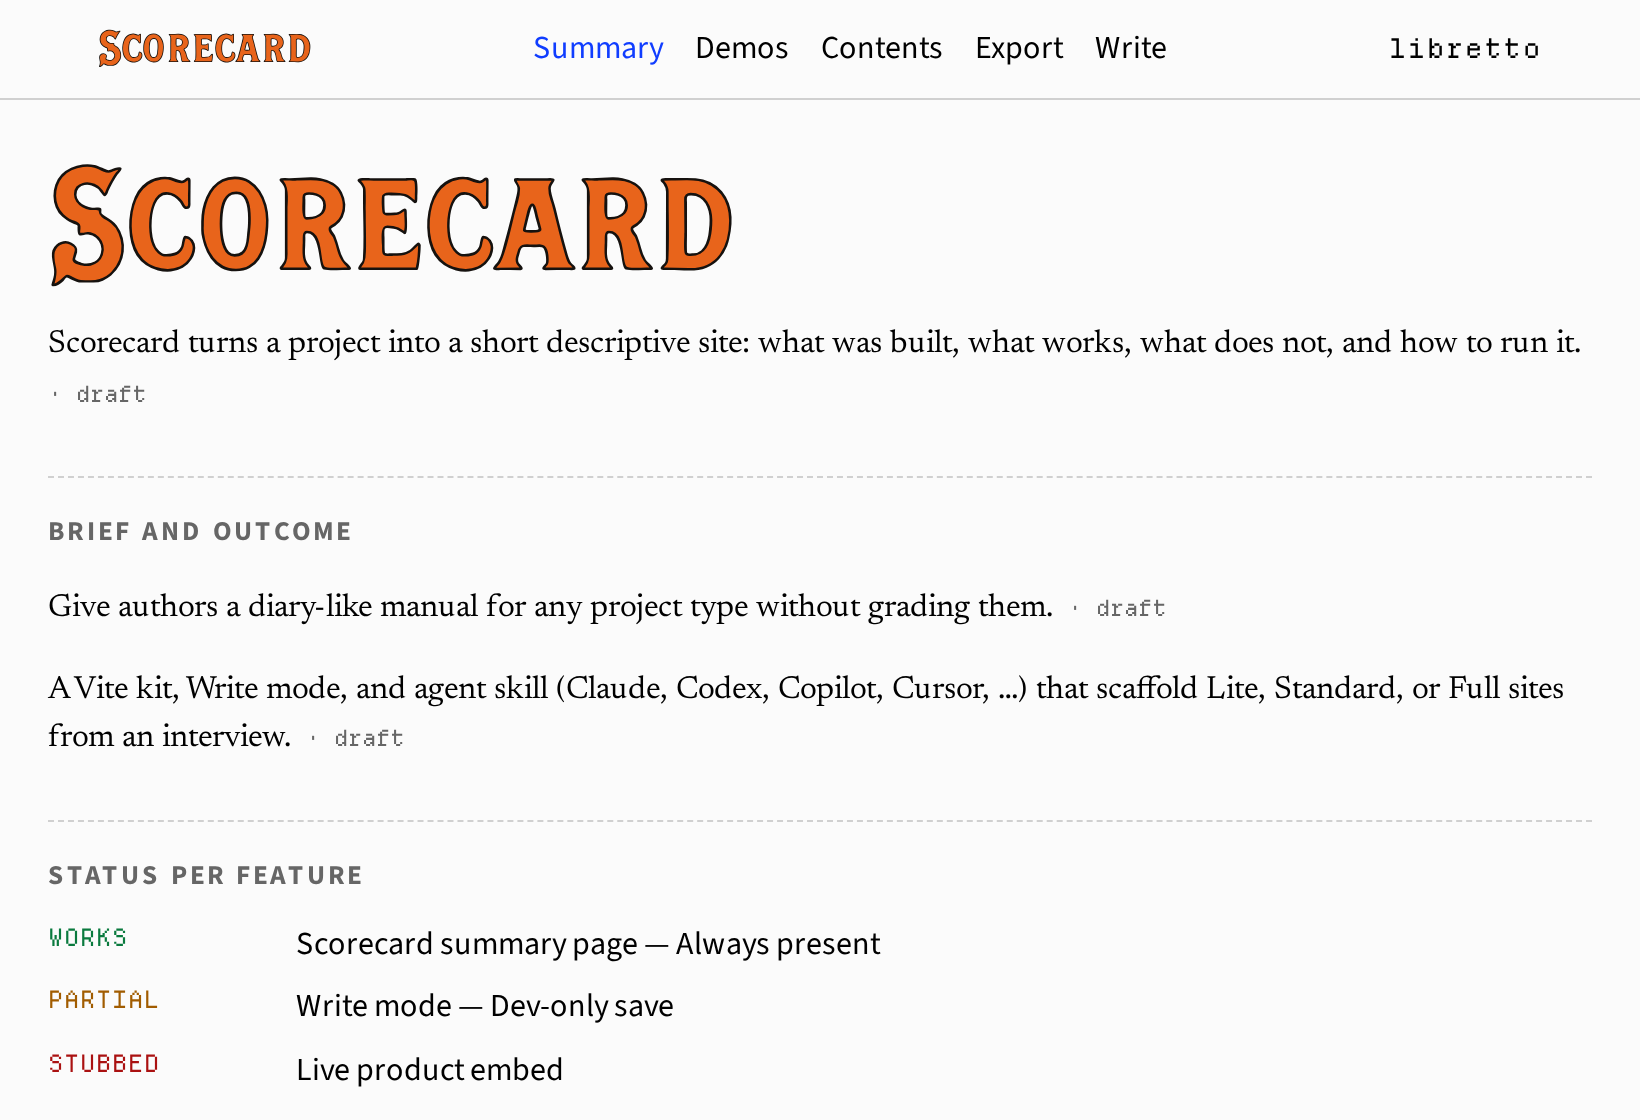 SCORECARD
Summary Demos Contents Export Write
libretto
SCORECARD
Scorecard turns a project into a short descriptive site: what was built, what works, what does not, and how to run it.
· draft
BRIEF AND OUTCOME
Give authors a diary-like manual for any project type without grading them. · draft
A Vite kit, Write mode, and agent skill (Claude, Codex, Copilot, Cursor, …) that scaffold Lite, Standard, or Full sites
from an interview. · draft
STATUS PER FEATURE
WORKS Scorecard summary page — Always present
PARTIAL Write mode — Dev-only save
STUBBED Live product embed